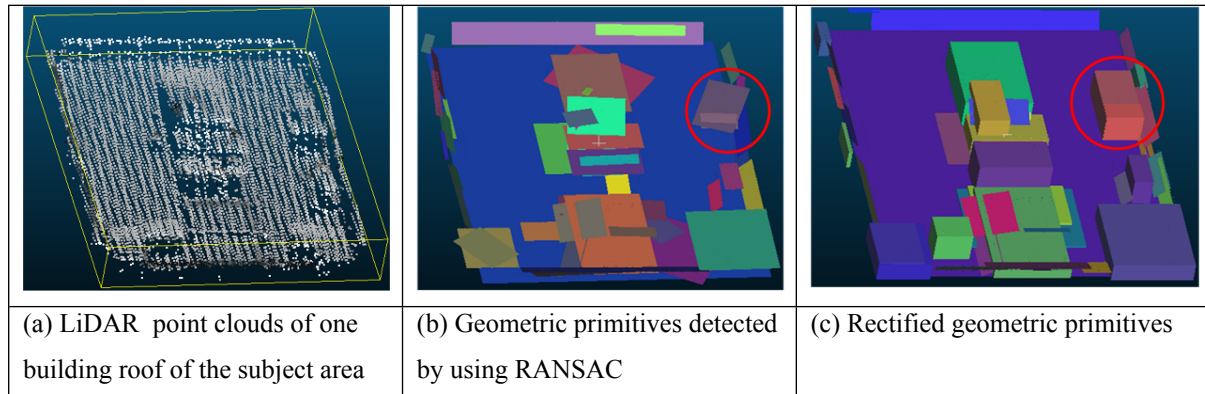 (a) LiDAR point clouds of one
building roof of the subject area
(b) Geometric primitives detected
by using RANSAC
(c) Rectified geometric primitives